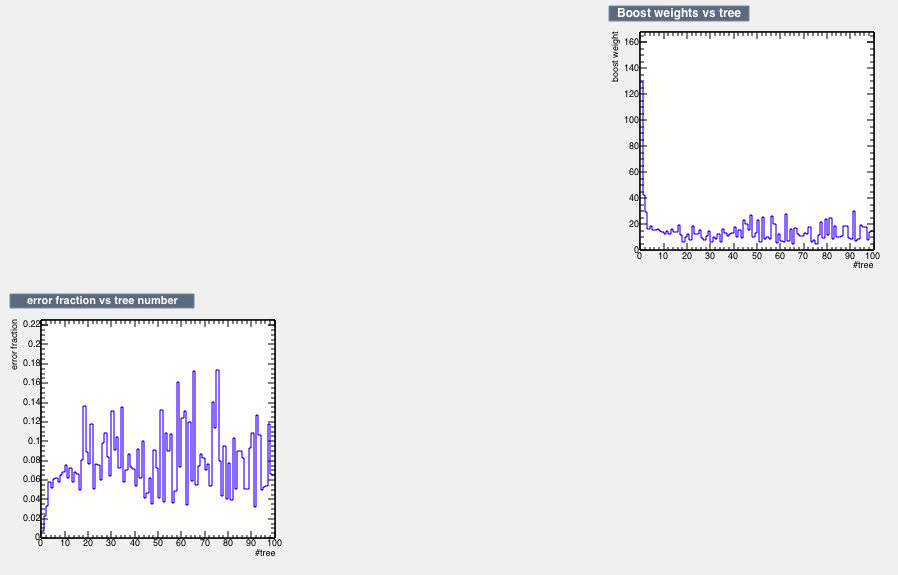 Boost weights vs tree
boost weight
160
140
120
100
80
60
40
20
0
0 10 20 30 40 50 60 70 80 90 100
#tree
error fraction vs tree number
error fraction
0.22
0.2
0.18
0.16
0.14
0.12
0.1
0.08
0.06
0.04
0.02
0
0 10 20 30 40 50 60 70 80 90 100
#tree